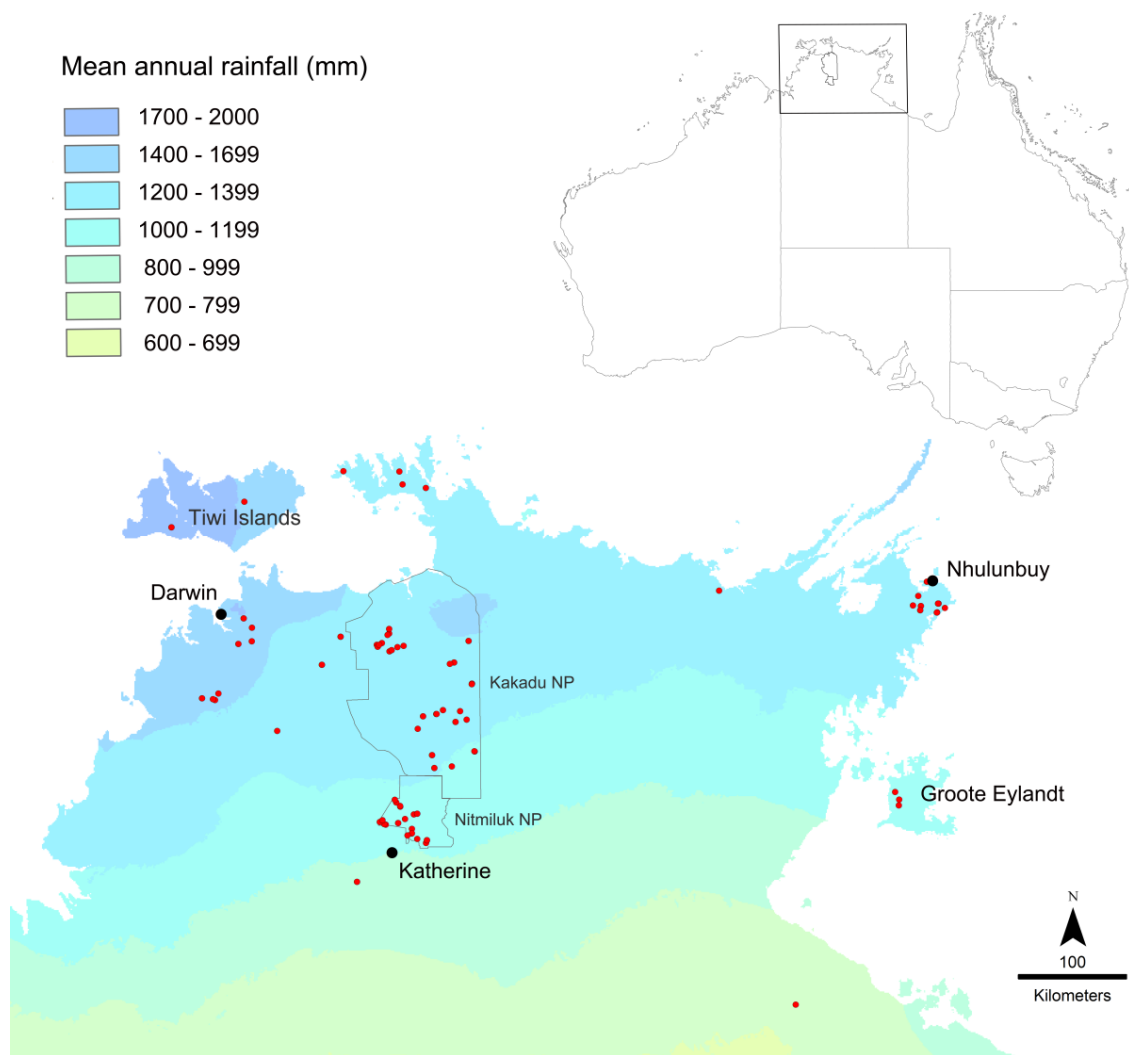 Mean annual rainfall (mm)
1700 - 2000
1400 - 1699
1200 - 1399
1000 - 1199
800 - 999
700 - 799
600 - 699
Tiwi Islands
Darwin
Nhulunbuy
Kakadu NP
Groote Eylandt
Nitmiluk NP
Katherine
N
100
Kilometers